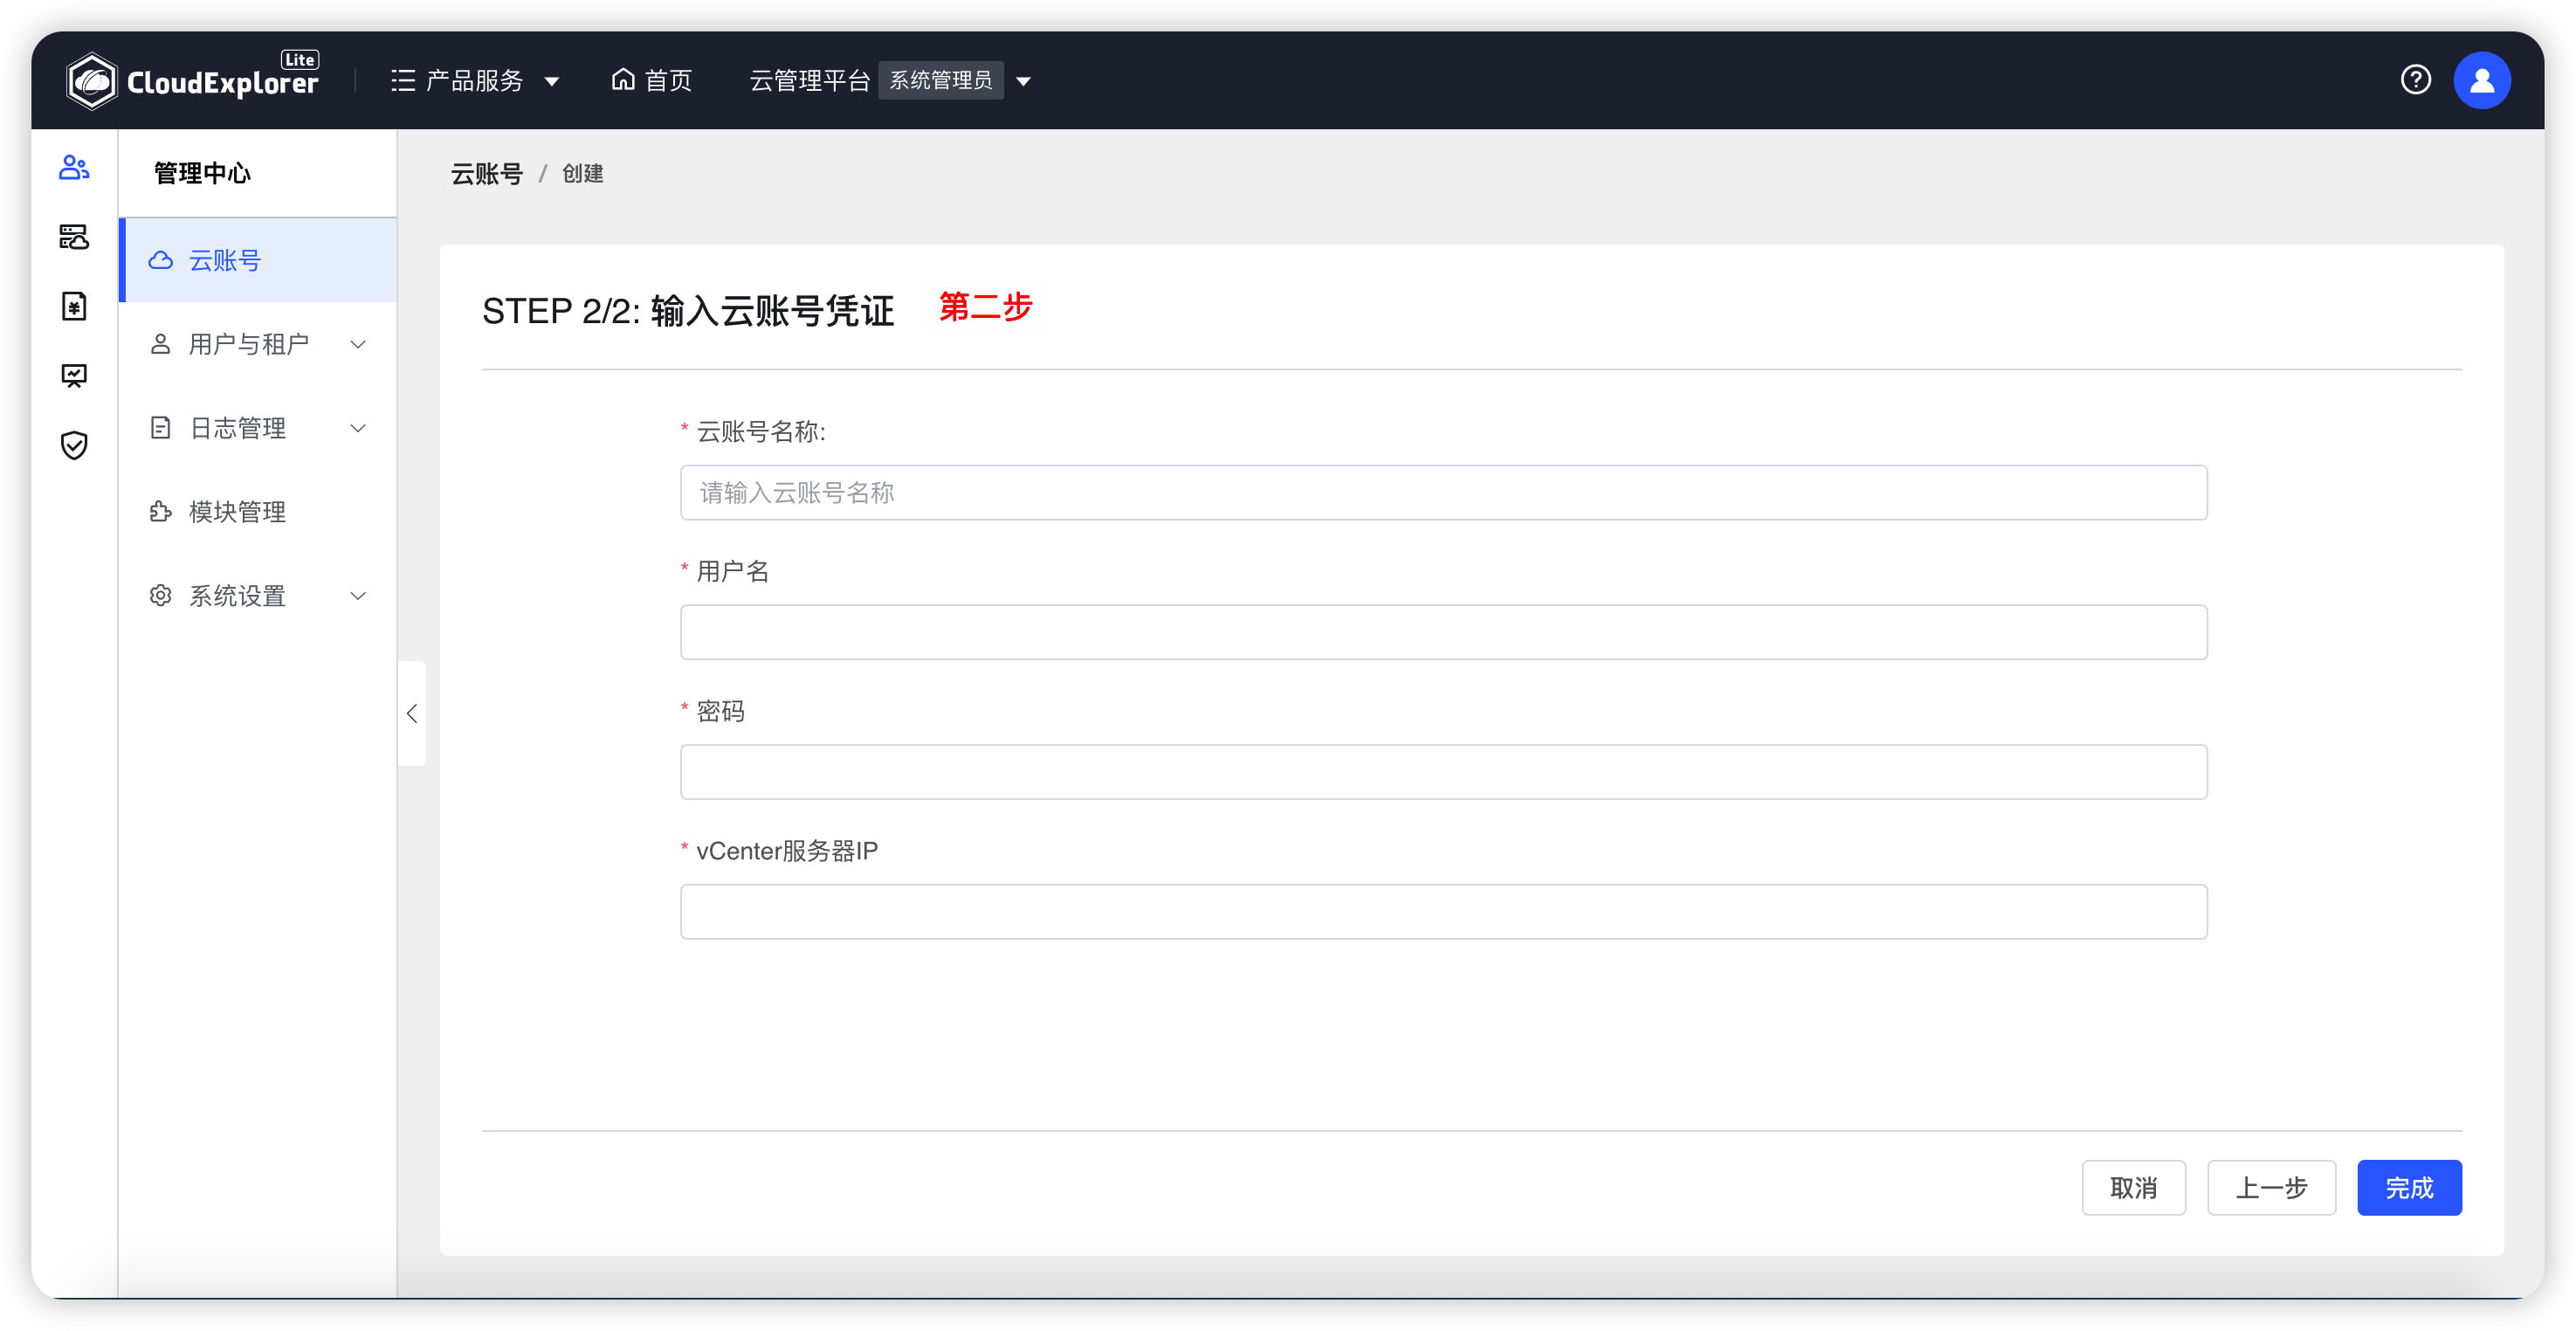 CloudExplorer Lite
产品服务
首页
云管理平台 系统管理员
管理中心
云账号
用户与租户
日志管理
模块管理
系统设置
云账号 / 创建
STEP 2/2: 输入云账号凭证 第二步
* 云账号名称:
请输入云账号名称
* 用户名
* 密码
* vCenter服务器IP
取消 上一步 完成